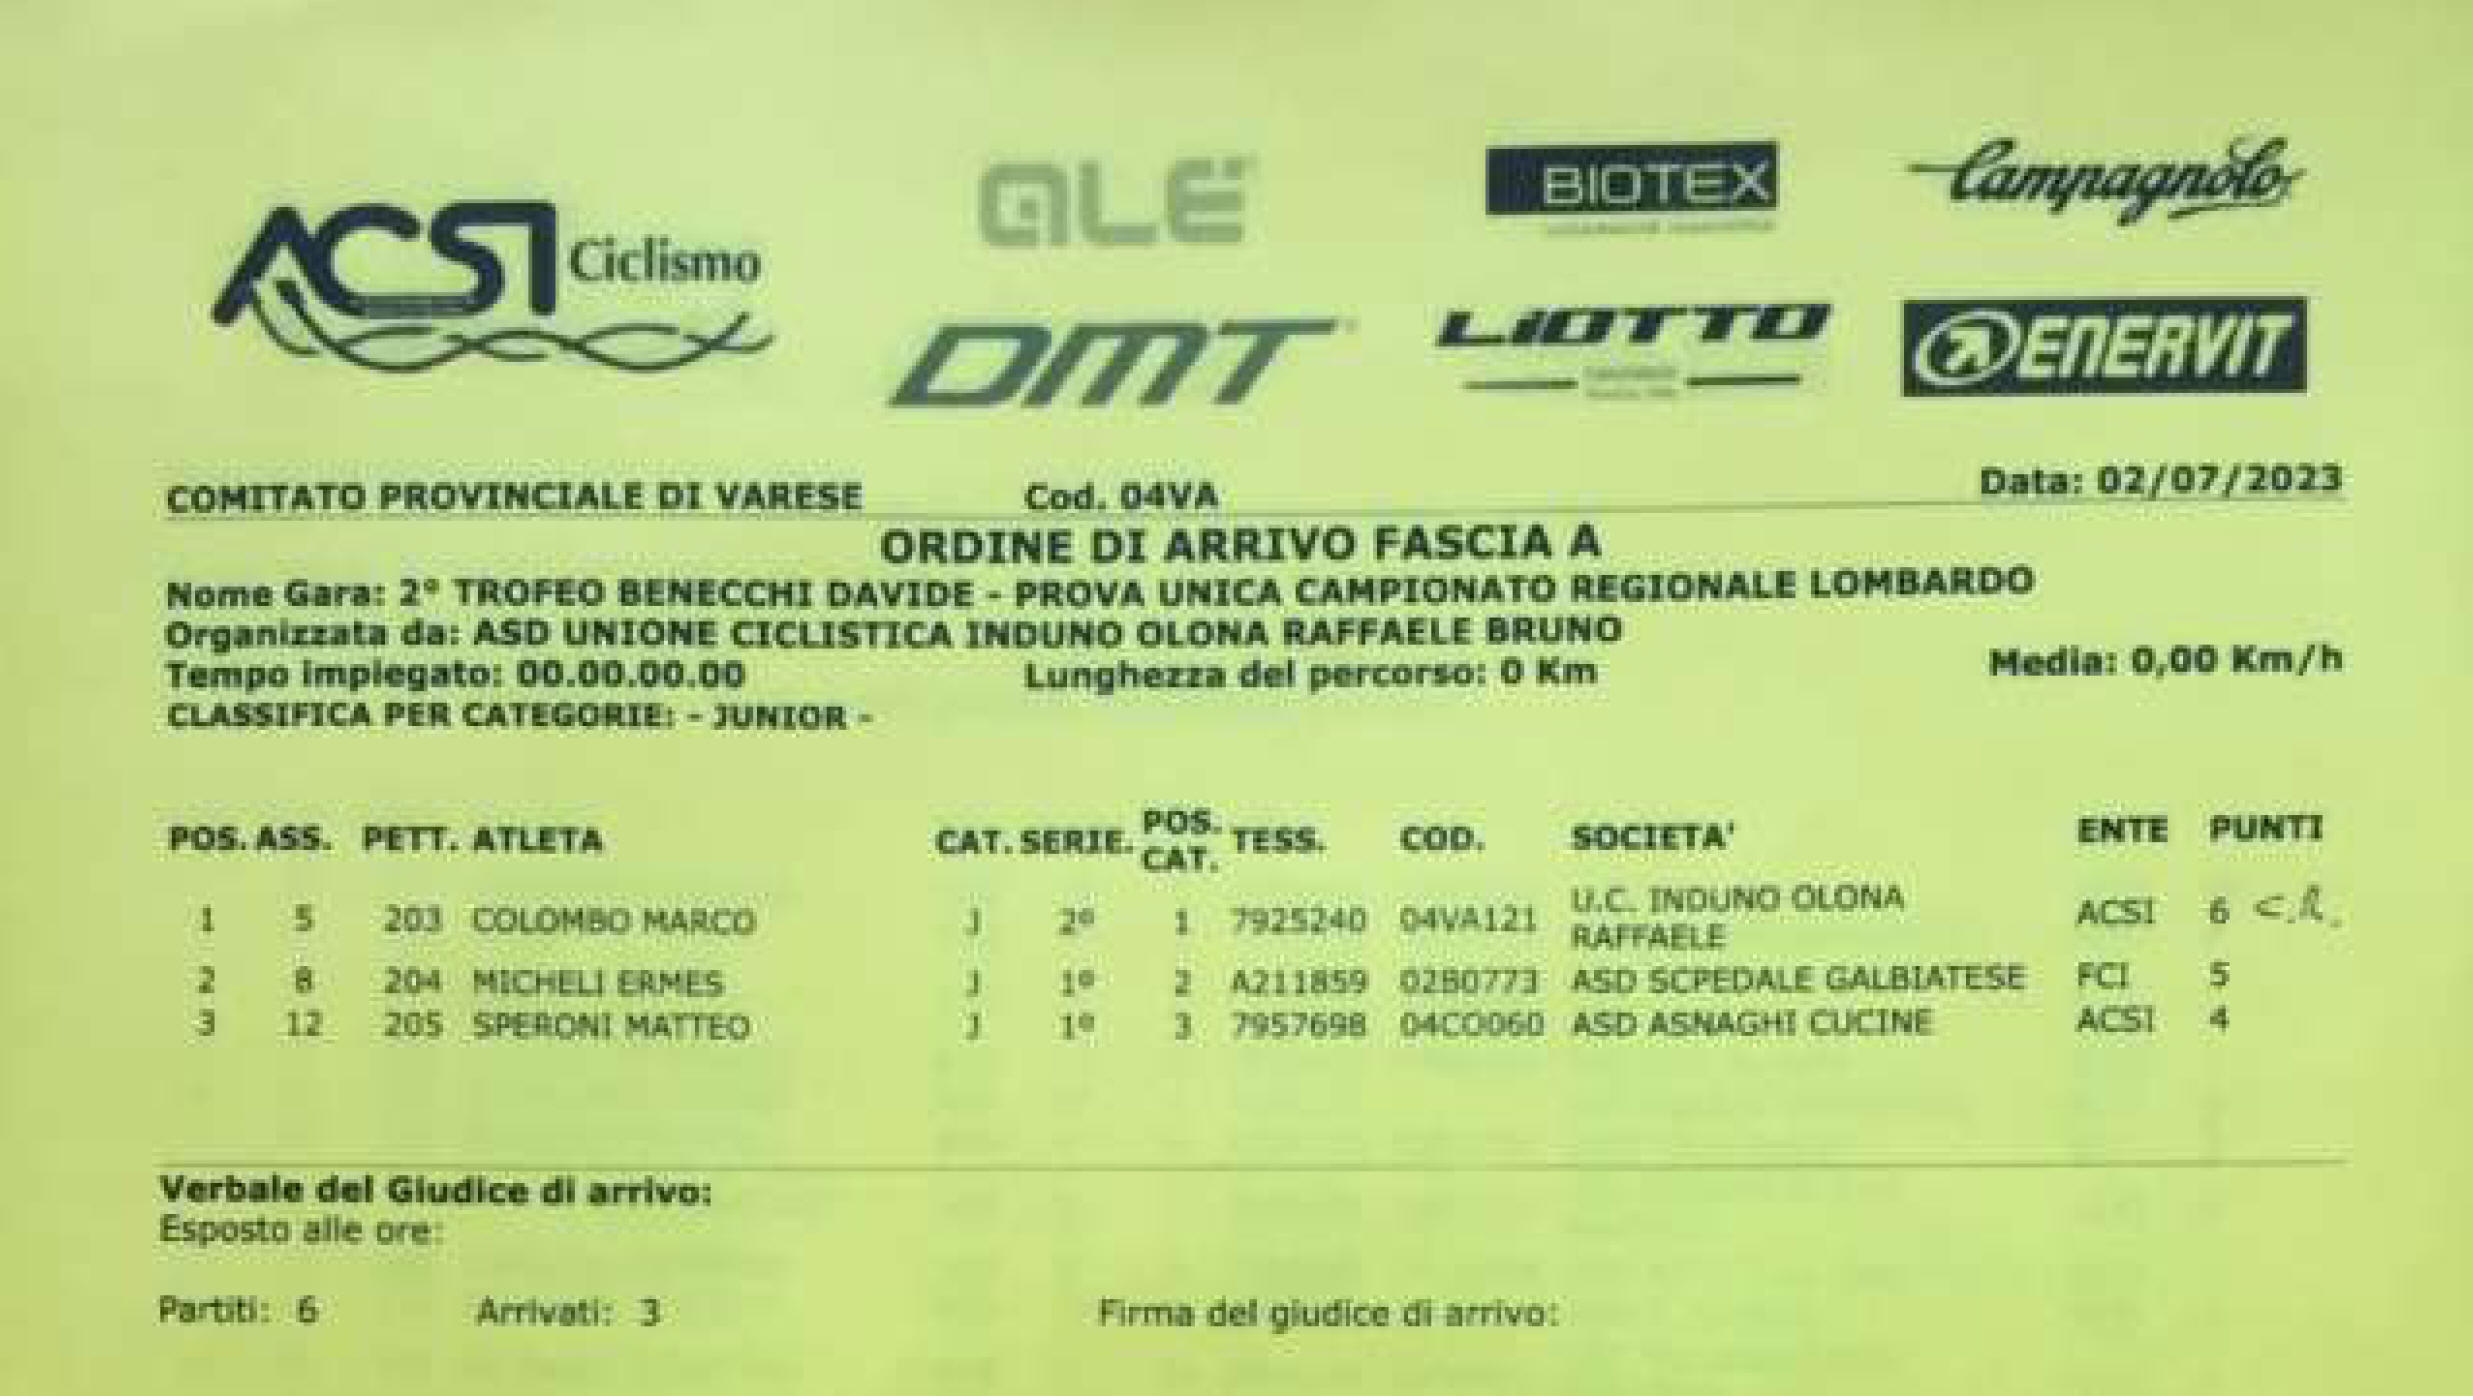 ACSI Ciclismo
ALÉ
BIOTEX
Campagnolo
DMT
LIOTTO
ENERVIT
COMITATO PROVINCIALE DI VARESE Cod. 04VA Data: 02/07/2023
ORDINE DI ARRIVO FASCIA A
Nome Gara: 2° TROFEO BENECCHI DAVIDE - PROVA UNICA CAMPIONATO REGIONALE LOMBARDO
Organizzata da: ASD UNIONE CICLISTICA INDUNO OLONA RAFFAELE BRUNO
Tempo impiegato: 00.00.00.00 Lunghezza del percorso: 0 Km Media: 0,00 Km/h
CLASSIFICA PER CATEGORIE: - JUNIOR -
POS. ASS. PETT. ATLETA CAT. SERIE. POS. CAT. TESS. COD. SOCIETA' ENTE PUNTI
1 5 203 COLOMBO MARCO J 2° 1 7925240 04VA121 U.C. INDUNO OLONA RAFFAELE ACSI 6 C.R.
2 8 204 MICHELI ERMES J 1° 2 A211859 02B0773 ASD SCPEDALE GALBIATESE FCI 5
3 12 205 SPERONI MATTEO J 1° 3 7957698 04CO060 ASD ASNAGHI CUCINE ACSI 4
Verbale del Giudice di arrivo:
Esposto alle ore:
Partiti: 6 Arrivati: 3 Firma del giudice di arrivo: